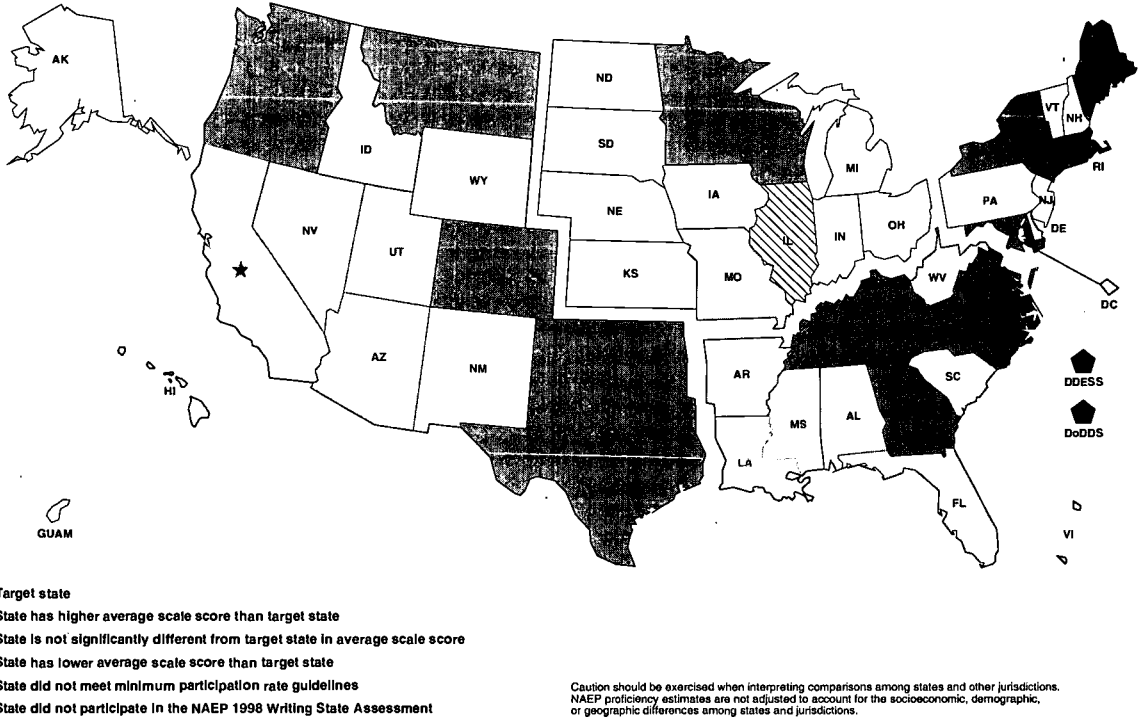 AK
ND
VT
NH
SD
ID
MI
RI
WY
IA
PA
NJ
NE
OH
NV
IL
IN
DE
UT
KS
MO
WV
DC
AZ
NM
AR
SC
DDESS
HI
MS
AL
DoDDS
LA
FL
GUAM
VI
Target state
State has higher average scale score than target state
State is not significantly different from target state in average scale score
State has lower average scale score than target state
State did not meet minimum participation rate guidelines
State did not participate in the NAEP 1998 Writing State Assessment
Caution should be exercised when interpreting comparisons among states and other jurisdictions.
NAEP proficiency estimates are not adjusted to account for the socioeconomic, demographic,
or geographic differences among states and jurisdictions.